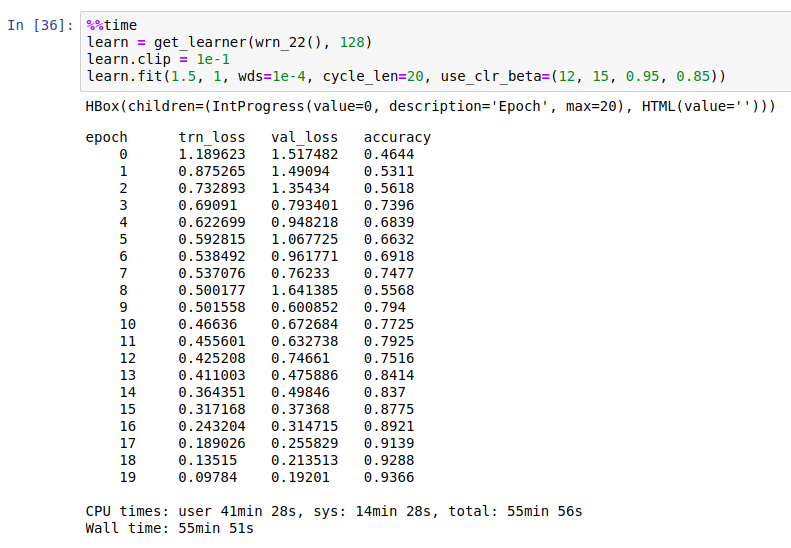 In [36]: %%time
learn = get_learner(wrn_22(), 128)
learn.clip = 1e-1
learn.fit(1.5, 1, wds=1e-4, cycle_len=20, use_clr_beta=(12, 15, 0.95, 0.85))
HBox(children=(IntProgress(value=0, description='Epoch', max=20), HTML(value='')))
epoch trn_loss val_loss accuracy
0 1.189623 1.517482 0.4644
1 0.875265 1.49094 0.5311
2 0.732893 1.35434 0.5618
3 0.69091 0.793401 0.7396
4 0.622699 0.948218 0.6839
5 0.592815 1.067725 0.6632
6 0.538492 0.961771 0.6918
7 0.537076 0.76233 0.7477
8 0.500177 1.641385 0.5568
9 0.501558 0.600852 0.794
10 0.46636 0.672684 0.7725
11 0.455601 0.632738 0.7925
12 0.425208 0.74661 0.7516
13 0.411003 0.475886 0.8414
14 0.364351 0.49846 0.837
15 0.317168 0.37368 0.8775
16 0.243204 0.314715 0.8921
17 0.189026 0.255829 0.9139
18 0.13515 0.213513 0.9288
19 0.09784 0.19201 0.9366
CPU times: user 41min 28s, sys: 14min 28s, total: 55min 56s
Wall time: 55min 51s